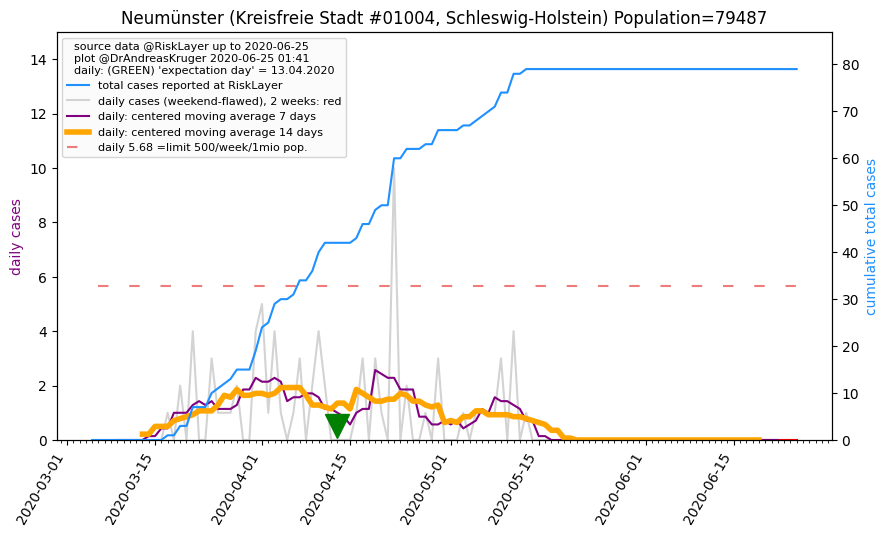 Neumünster (Kreisfreie Stadt #01004, Schleswig-Holstein) Population=79487
source data @RiskLayer up to 2020-06-25
plot @DrAndreasKruger 2020-06-25 01:41
daily: (GREEN) 'expectation day' = 13.04.2020
total cases reported at RiskLayer
daily cases (weekend-flawed), 2 weeks: red
daily: centered moving average 7 days
daily: centered moving average 14 days
daily 5.68 =limit 500/week/1mio pop.
daily cases
14
12
10
8
6
4
2
0
cumulative total cases
80
70
60
50
40
30
20
10
0
2020-03-01
2020-03-15
2020-04-01
2020-04-15
2020-05-01
2020-05-15
2020-06-01
2020-06-15